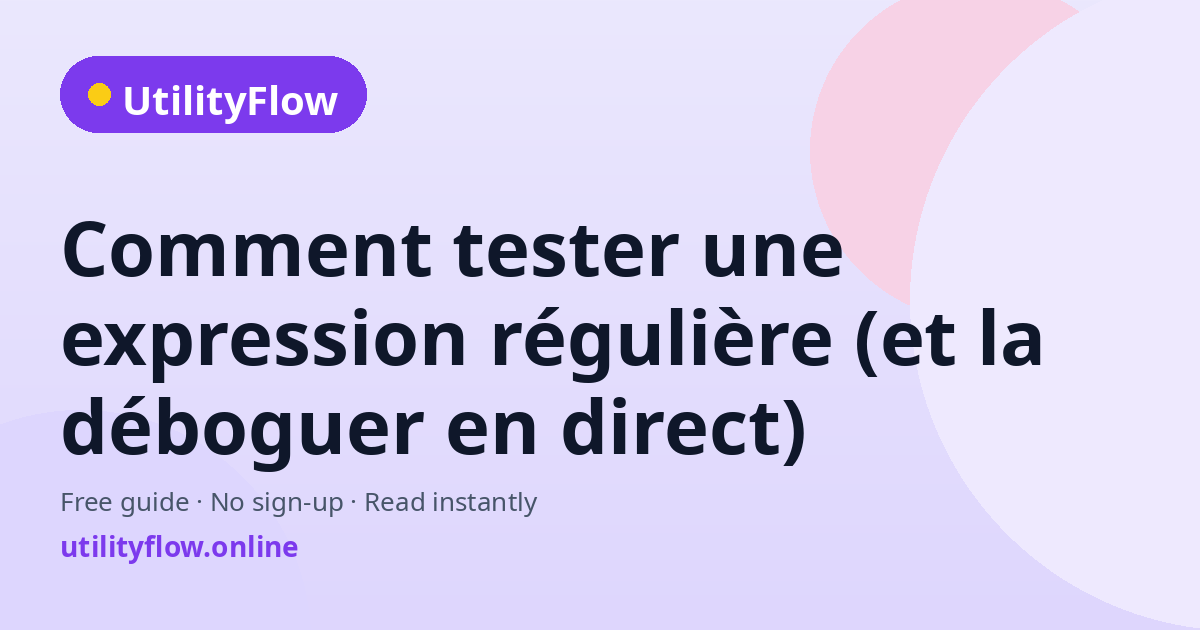 UtilityFlow
Comment tester une
expression régulière (et la
déboguer en direct)
Free guide · No sign-up · Read instantly
utilityflow.online